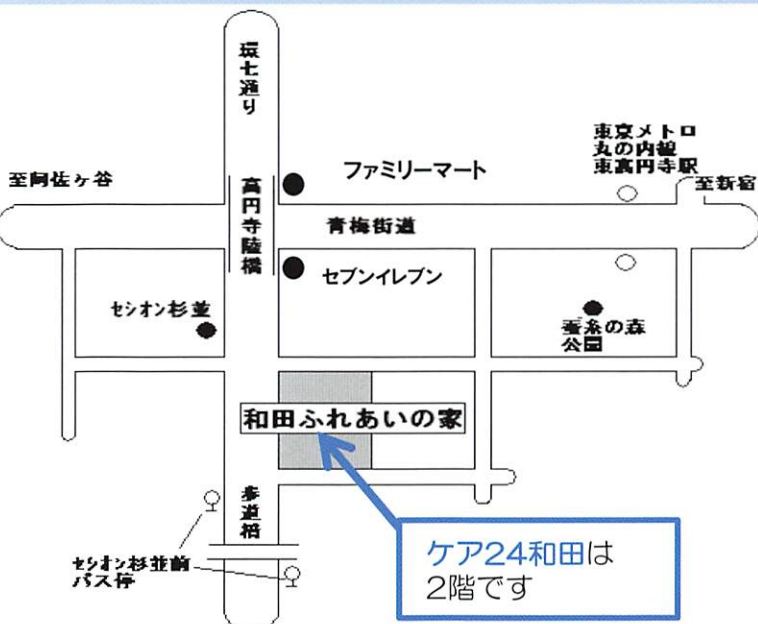 環七通り
東京メトロ
丸の内線
東高円寺駅
至新宿
至阿佐ヶ谷
ファミリーマート
高円寺陸橋
青梅街道
セブンイレブン
セシオン杉並
蚕糸の森
公園
和田ふれあいの家
歩道橋
セシオン杉並前
バス停
ケア24和田は
2階です